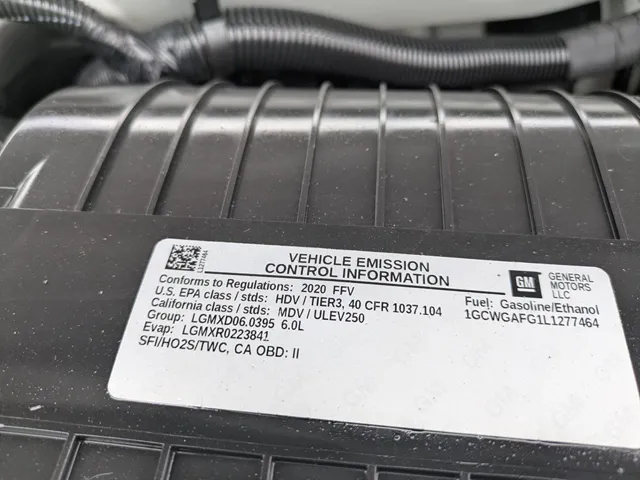 L1277464
VEHICLE EMISSION
CONTROL INFORMATION
Conforms to Regulations: 2020 FFV
U.S. EPA class / stds: HDV / TIER3, 40 CFR 1037.104
California class / stds: MDV / ULEV250
Group: LGMXD06.0395 6.0L
Evap: LGMXR0223841
SFI/HO2S/TWC, CA OBD: II
GM
GENERAL
MOTORS
LLC
Fuel: Gasoline/Ethanol
1GCWGAFG1L1277464